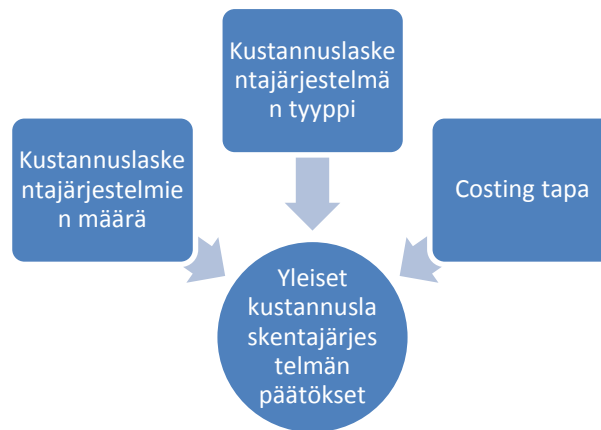 Kustannuslaske
ntajärjestelmä
n tyyppi
Kustannuslaske
ntajärjestelmie
n määrä
Costing tapa
Yleiset
kustannusla
skentajärjes
telmän
päätökset